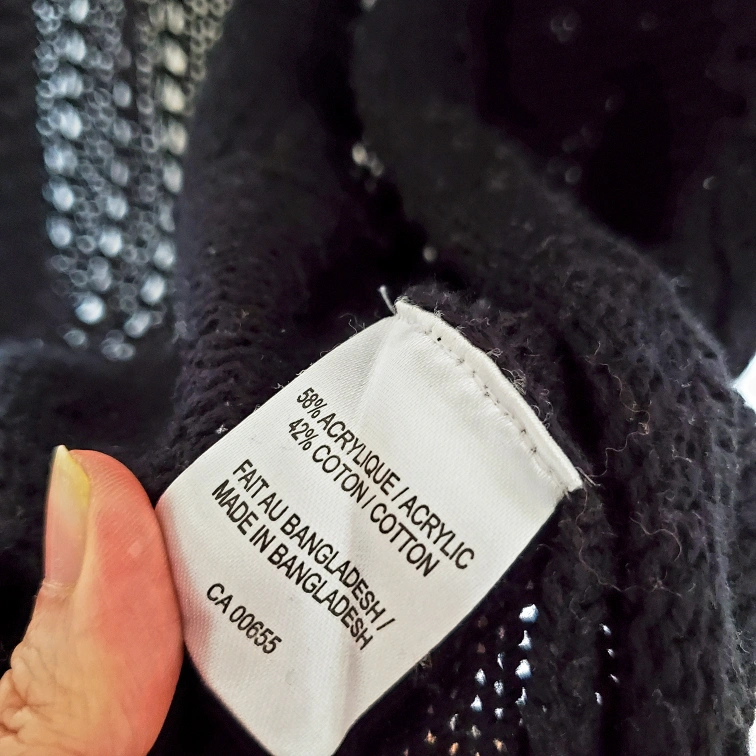 58% ACRYLIQUE / ACRYLIC
42% COTON / COTTON
FAIT AU BANGLADESH /
MADE IN BANGLADESH
CA 00655